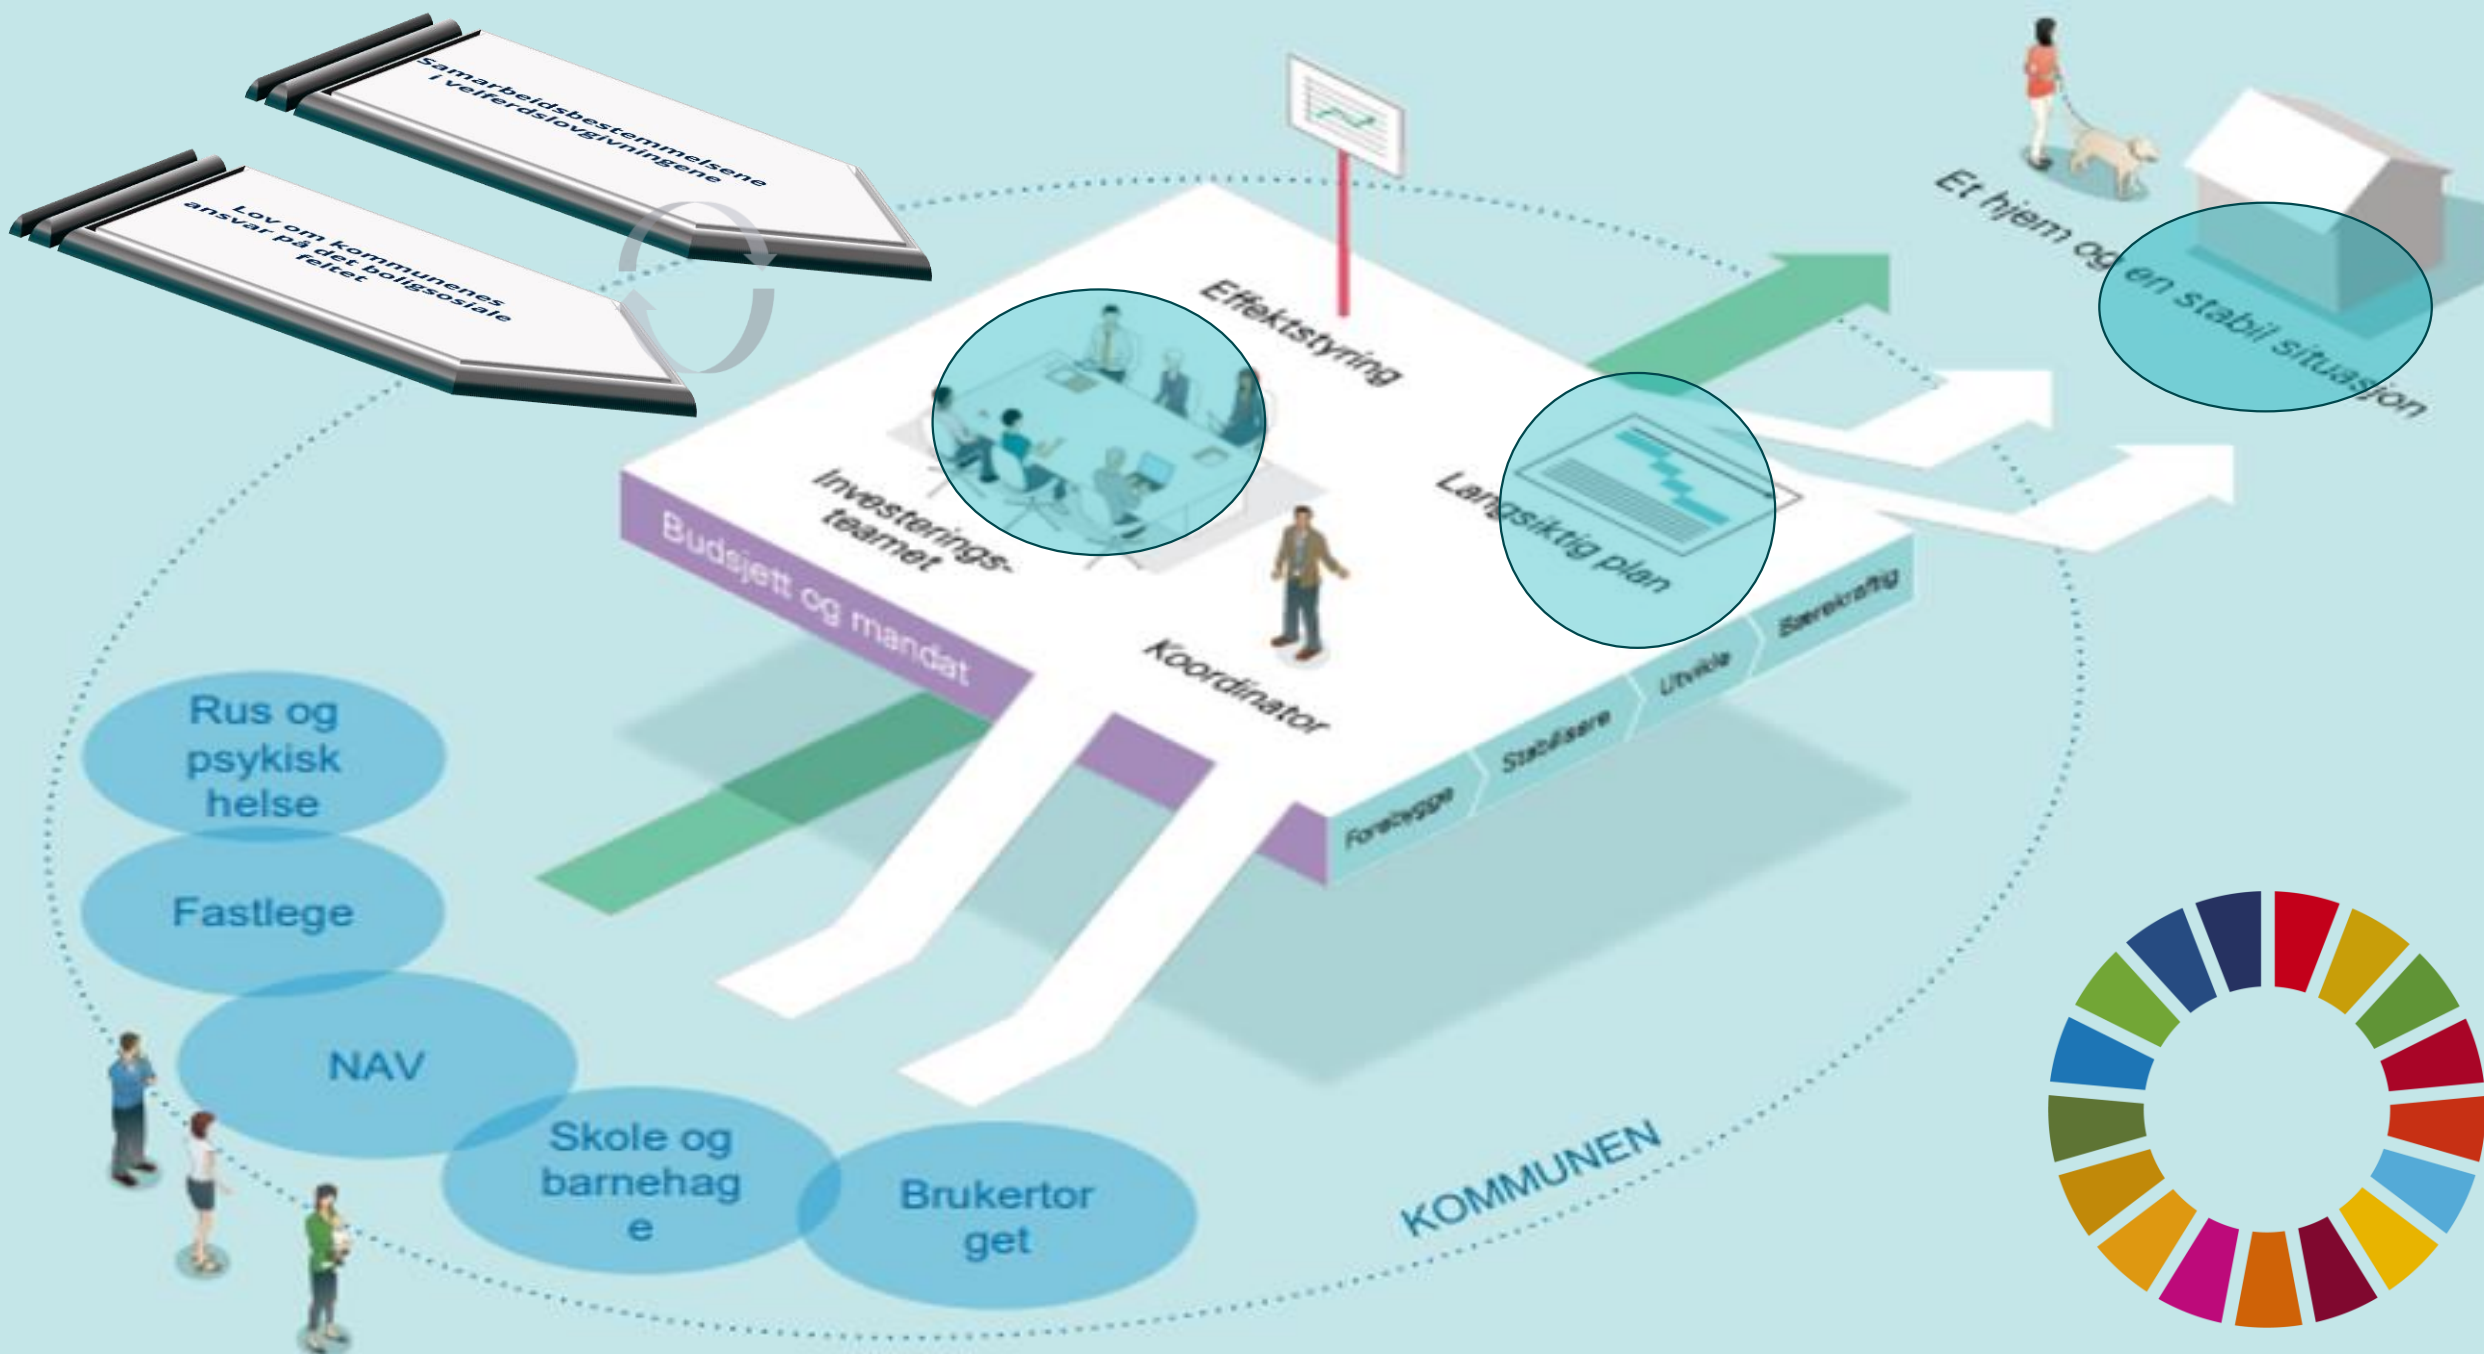 Samarbeidsbestemmelsene
i velferdslovgivningene
Lov om kommunenes
ansvar på det boligsosiale
feltet
Et hjem og en stabil situasjon
Effektstyring
Investerings-
teamet
Langsiktig plan
Koordinator
Budsjett og mandat
Forebygge
Stabilisere
Utvikle
Bærekraftig
Rus og
psykisk
helse
Fastlege
NAV
Skole og
barnehag
e
Brukertor
get
KOMMUNEN